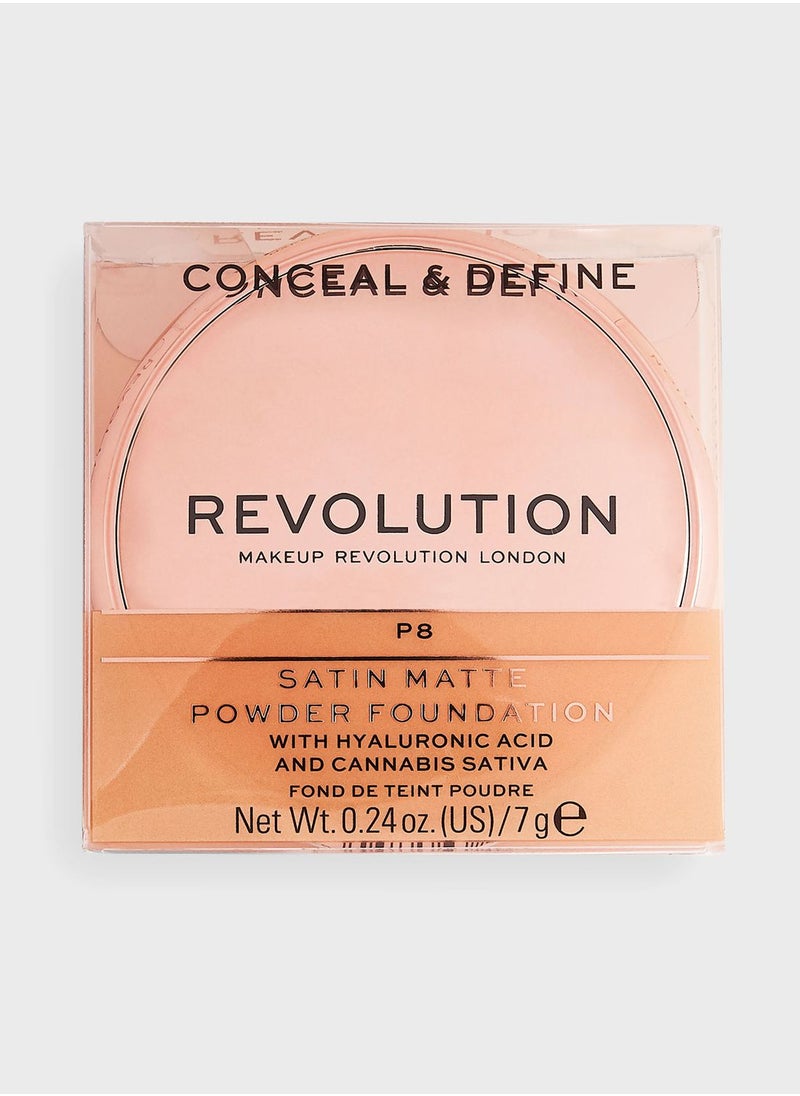 CONCEAL & DEFINE
REVOLUTION
MAKEUP REVOLUTION LONDON
P8
SATIN MATTE
POWDER FOUNDATION
WITH HYALURONIC ACID
AND CANNABIS SATIVA
FOND DE TEINT POUDRE
Net Wt. 0.24 oz. (US)/7 g℮